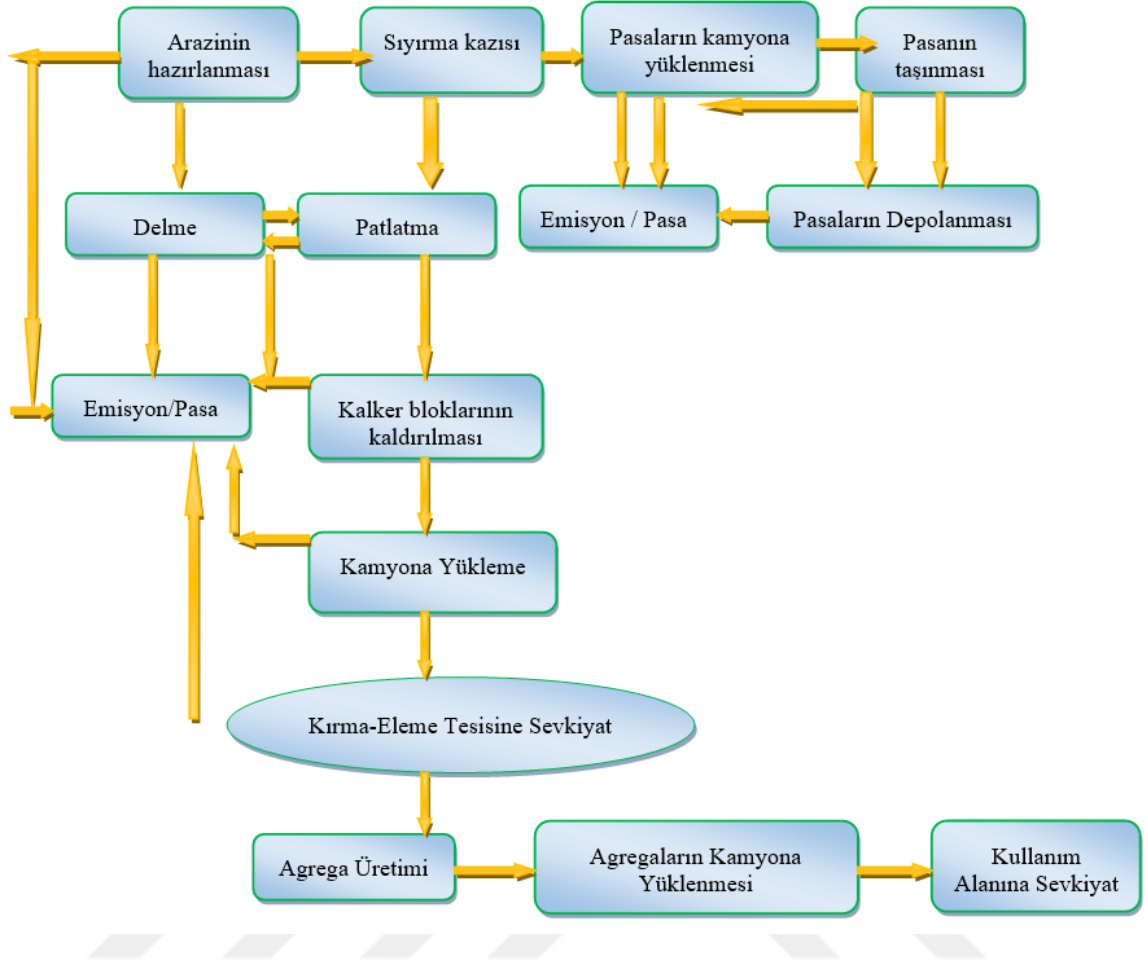 Arazinin
hazırlanması
Sıyırma kazısı
Pasaların kamyona
yüklenmesi
Pasanın
taşınması
Delme
Patlatma
Emisyon / Pasa
Pasaların Depolanması
Emisyon/Pasa
Kalker bloklarının
kaldırılması
Kamyona Yükleme
Kırma-Eleme Tesisine Sevkiyat
Agrega Üretimi
Agregaların Kamyona
Yüklenmesi
Kullanım
Alanına Sevkiyat